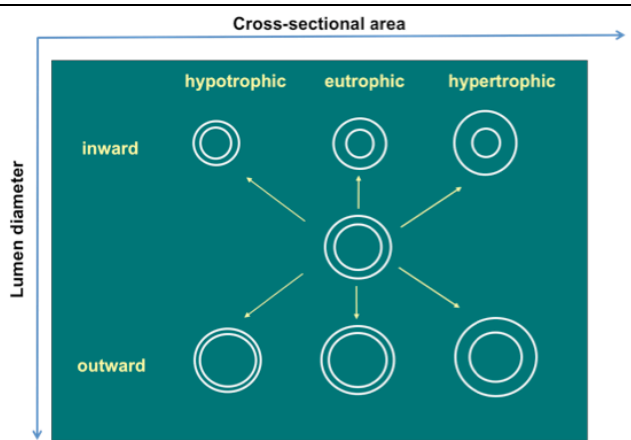 Cross-sectional area
hypotrophic eutrophic hypertrophic
inward
Lumen diameter
outward